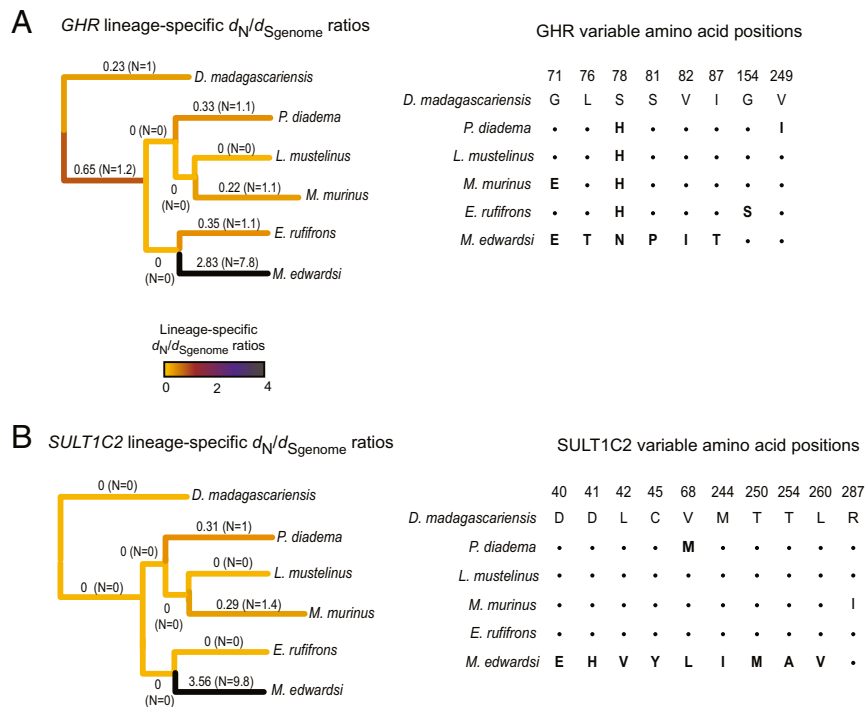 A
GHR lineage-specific dN/dSgenome ratios
0.23 (N=1)
D. madagascariensis
0.33 (N=1.1)
P. diadema
0 (N=0)
0 (N=0)
L. mustelinus
0.65 (N=1.2)
0
(N=0)
0.22 (N=1.1)
M. murinus
0.35 (N=1.1)
E. rufifrons
0
(N=0)
2.83 (N=7.8)
M. edwardsi
Lineage-specific
dN/dSgenome ratios
0 2 4
GHR variable amino acid positions
71 76 78 81 82 87 154 249
D. madagascariensis G L S S V I G V
P. diadema • • H • • • • I
L. mustelinus • • H • • • • •
M. murinus E • H • • • • •
E. rufifrons • • H • • • S •
M. edwardsi E T N P I T • •
B
SULT1C2 lineage-specific dN/dSgenome ratios
0 (N=0)
D. madagascariensis
0.31 (N=1)
P. diadema
0 (N=0)
0 (N=0)
L. mustelinus
0 (N=0)
0
(N=0)
0.29 (N=1.4)
M. murinus
0 (N=0)
E. rufifrons
0
(N=0)
3.56 (N=9.8)
M. edwardsi
SULT1C2 variable amino acid positions
40 41 42 45 68 244 250 254 260 287
D. madagascariensis D D L C V M T T L R
P. diadema • • • • M • • • • •
L. mustelinus • • • • • • • • • •
M. murinus • • • • • • • • • I
E. rufifrons • • • • • • • • • •
M. edwardsi E H V Y L I M A V •